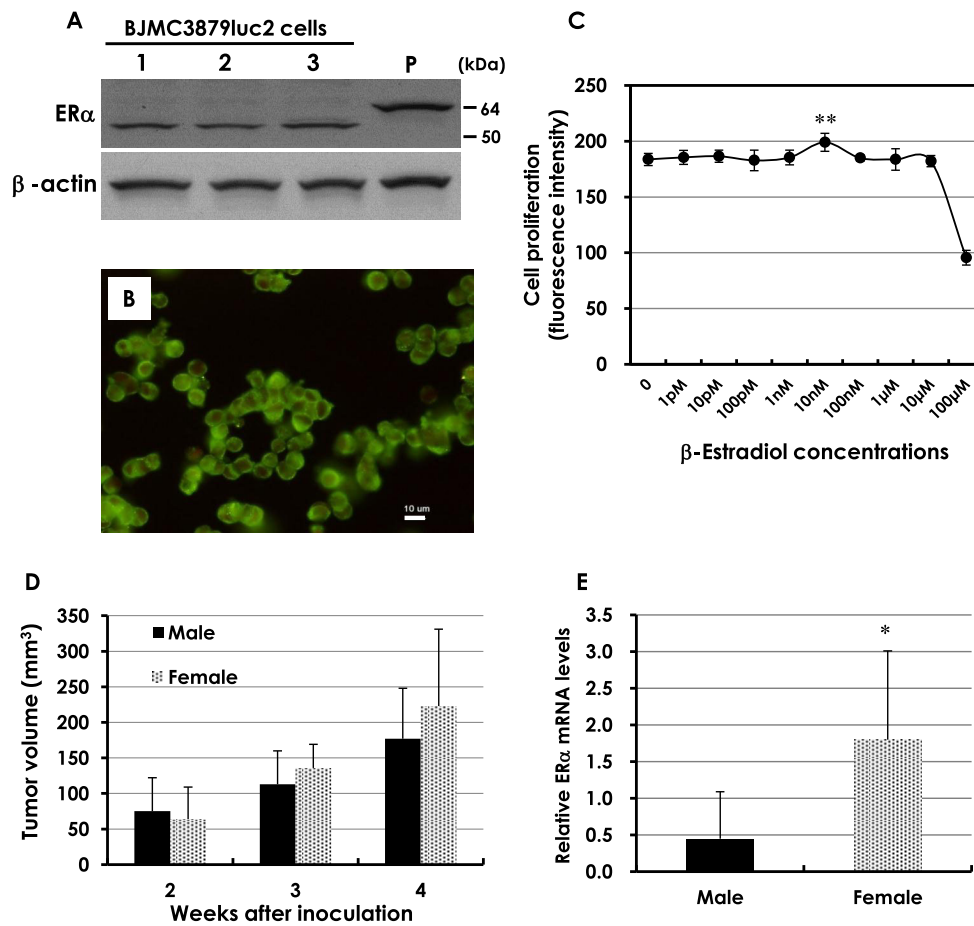 A
BJMC3879luc2 cells
1 2 3 P (kDa)
ERα
64
50
β -actin
B
10 um
C
Cell proliferation
(fluorescence intensity)
250
200
150
100
50
0
**
0 1pM 10pM 100pM 1nM 10nM 100nM 1µM 10µM 100µM
β-Estradiol concentrations
D
Tumor volume (mm³)
350
300
250
200
150
100
50
0
Male
Female
2 3 4
Weeks after inoculation
E
Relative ERα mRNA levels
3.5
3.0
2.5
2.0
1.5
1.0
0.5
0.0
*
Male Female